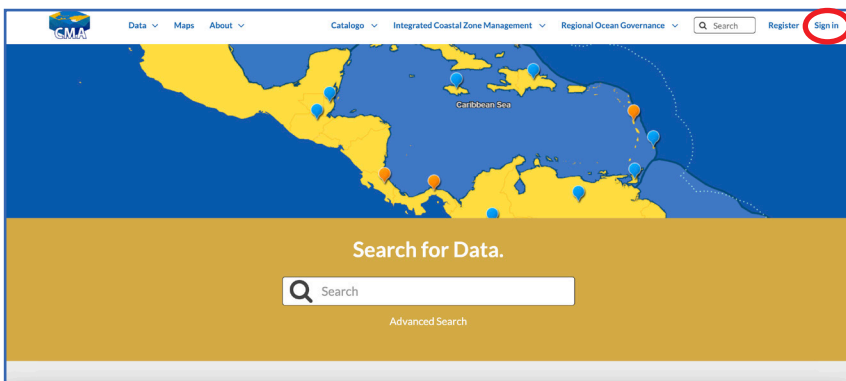 CMA
Data Maps About Catalogo Integrated Coastal Zone Management Regional Ocean Governance Search Register Sign in
Caribbean Sea
Search for Data.
Search
Advanced Search